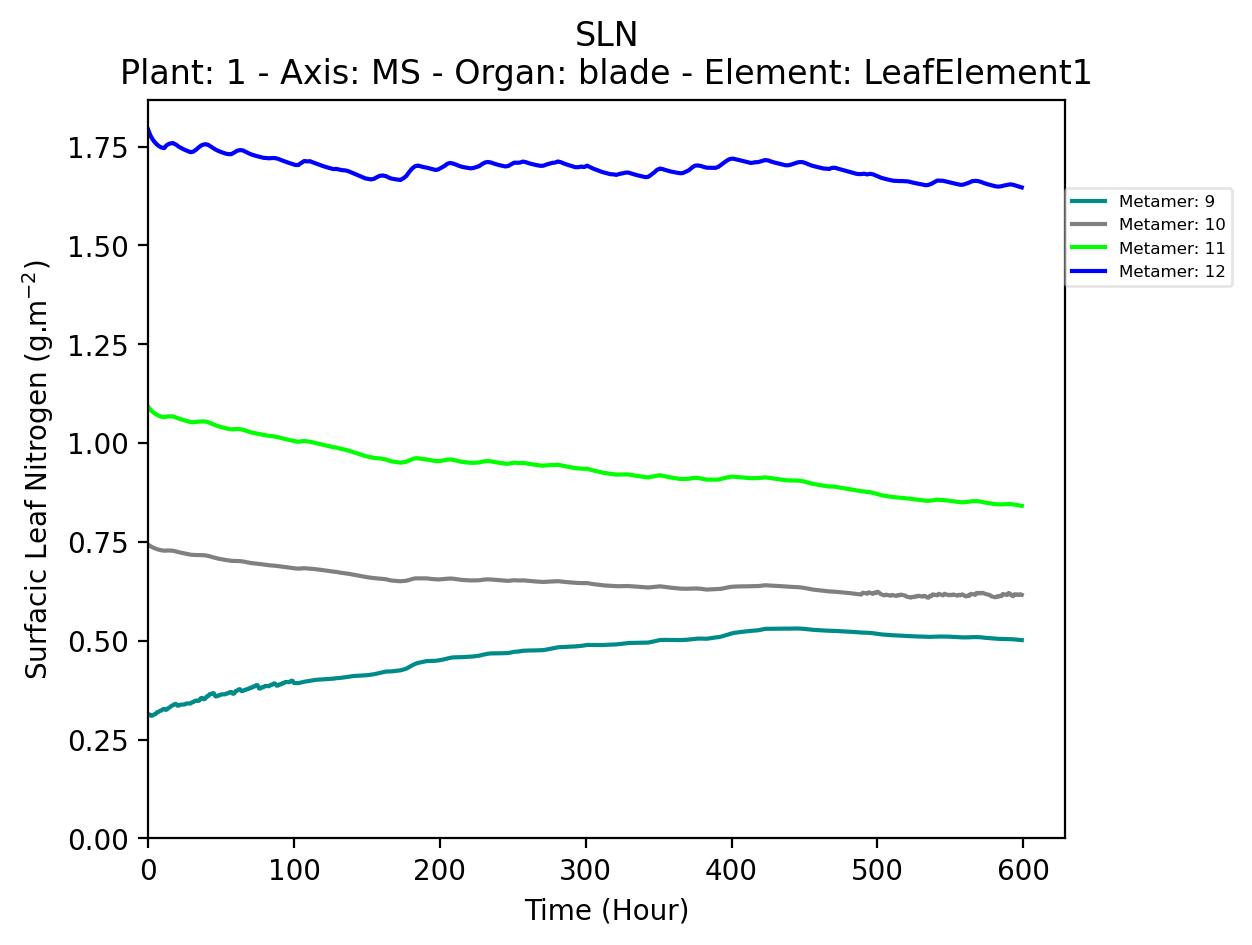 SLN
Plant: 1 - Axis: MS - Organ: blade - Element: LeafElement1
Surfacic Leaf Nitrogen (g.m⁻²)
1.75
1.50
1.25
1.00
0.75
0.50
0.25
0.00
Metamer: 9
Metamer: 10
Metamer: 11
Metamer: 12
0 100 200 300 400 500 600
Time (Hour)